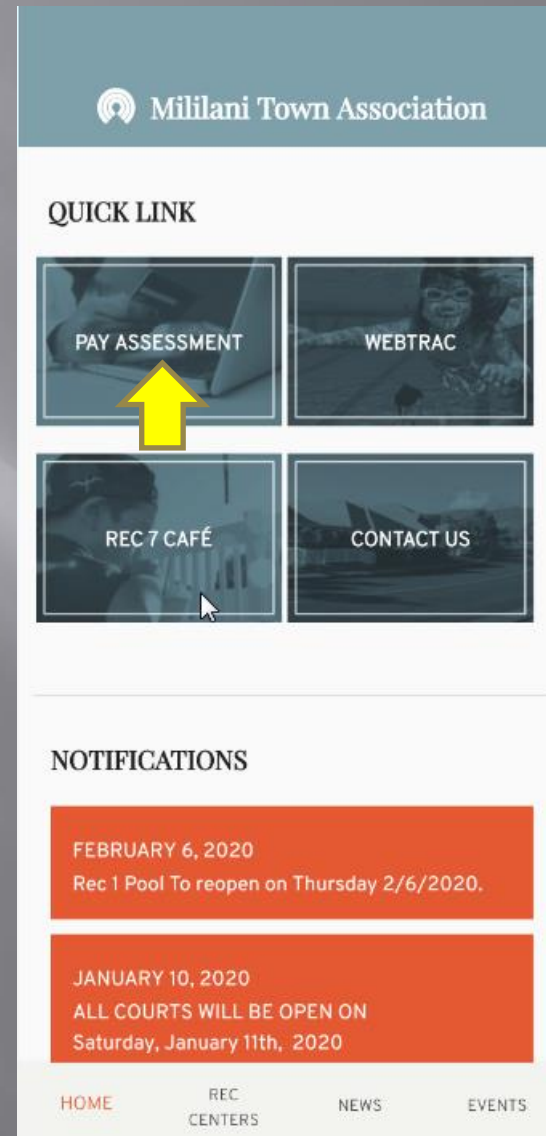 Mililani Town Association
QUICK LINK
PAY ASSESSMENT
WEBTRAC
REC 7 CAFÉ
CONTACT US
NOTIFICATIONS
FEBRUARY 6, 2020
Rec 1 Pool To reopen on Thursday 2/6/2020.
JANUARY 10, 2020
ALL COURTS WILL BE OPEN ON
Saturday, January 11th, 2020
HOME
REC
CENTERS
NEWS
EVENTS